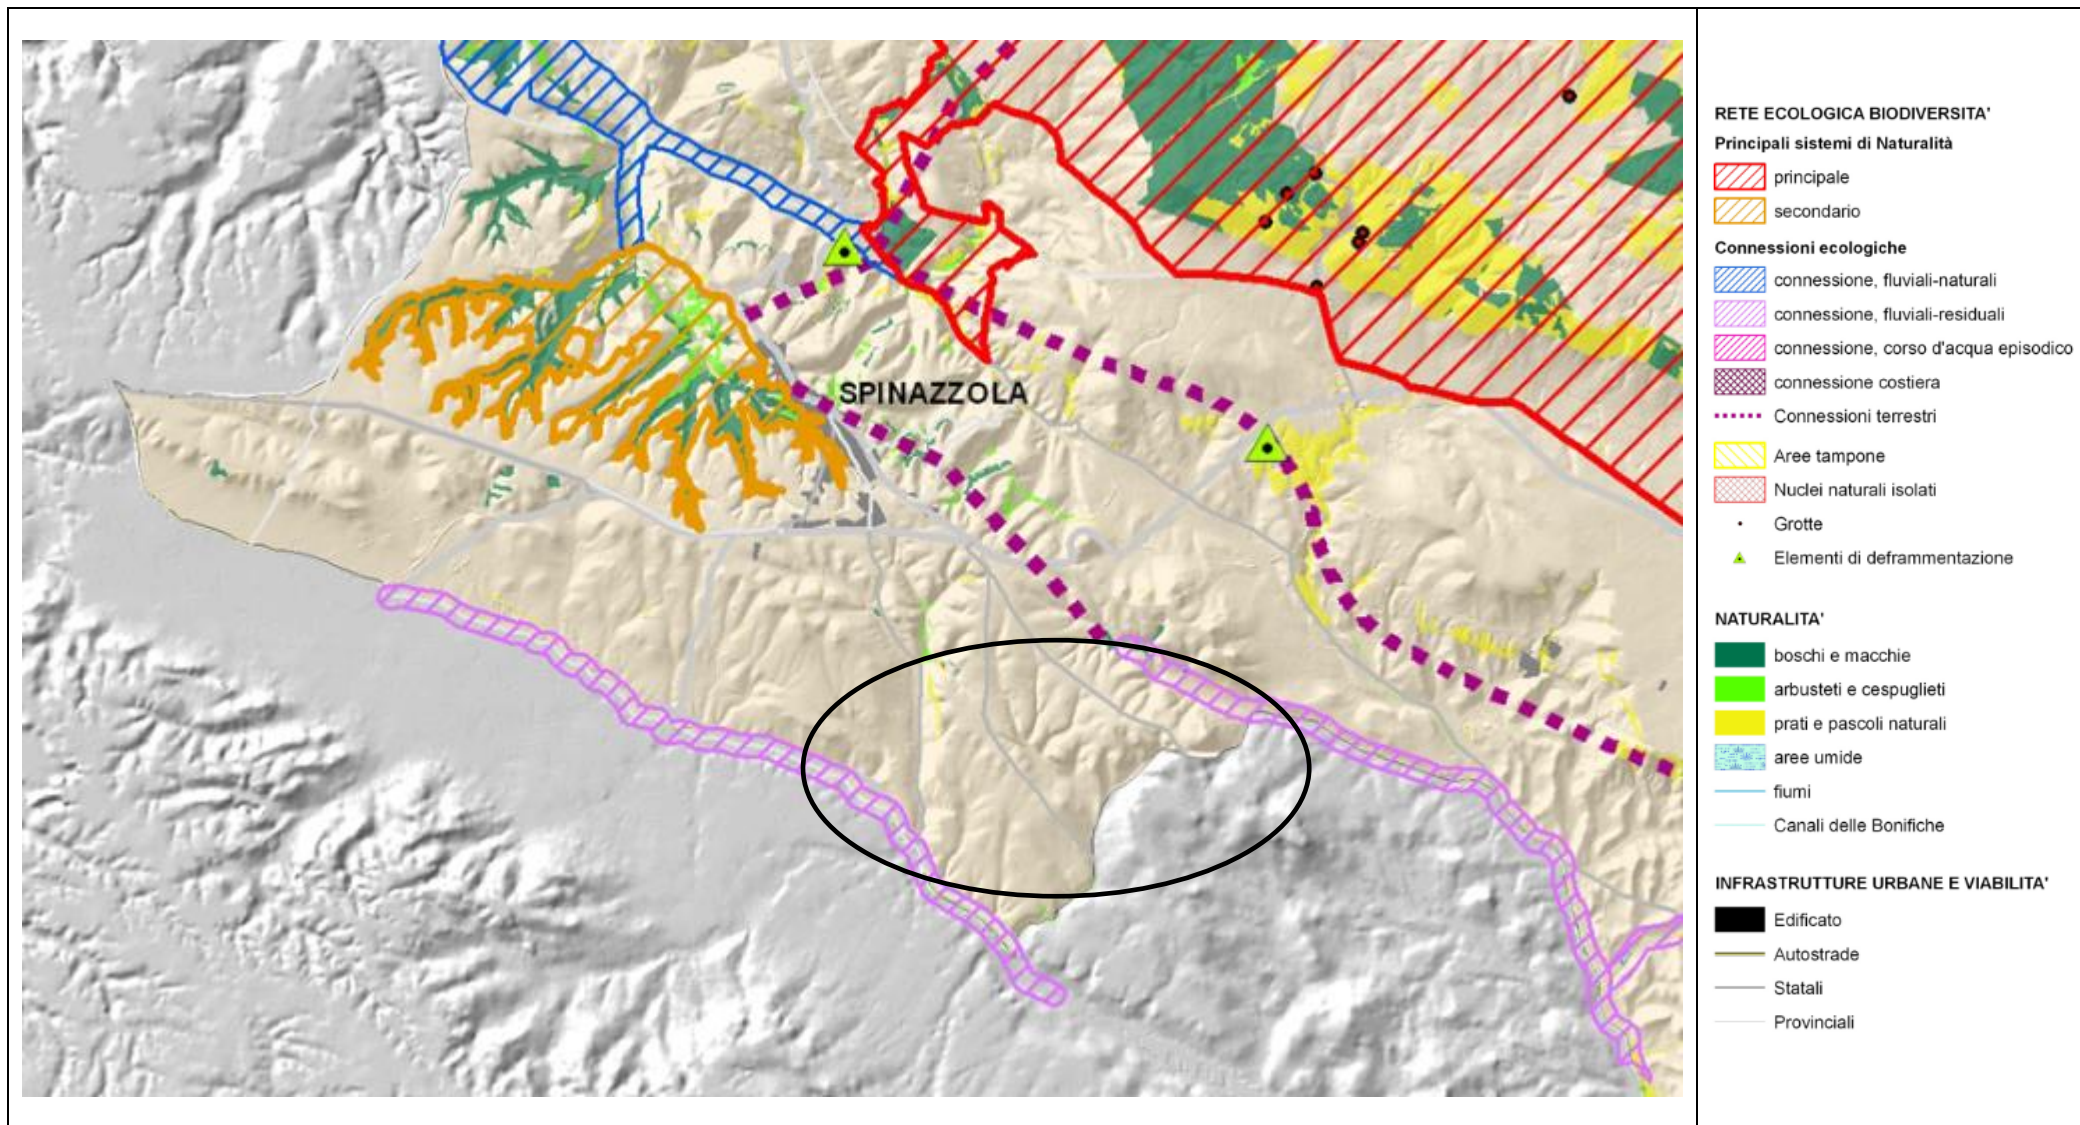 SPINAZZOLA
RETE ECOLOGICA BIODIVERSITA'
Principali sistemi di Naturalità
principale
secondario
Connessioni ecologiche
connessione, fluviali-naturali
connessione, fluviali-residuali
connessione, corso d'acqua episodico
connessione costiera
Connessioni terrestri
Aree tampone
Nuclei naturali isolati
Grotte
Elementi di deframmentazione
NATURALITA'
boschi e macchie
arbusteti e cespuglieti
prati e pascoli naturali
aree umide
fiumi
Canali delle Bonifiche
INFRASTRUTTURE URBANE E VIABILITA'
Edificato
Autostrade
Statali
Provinciali